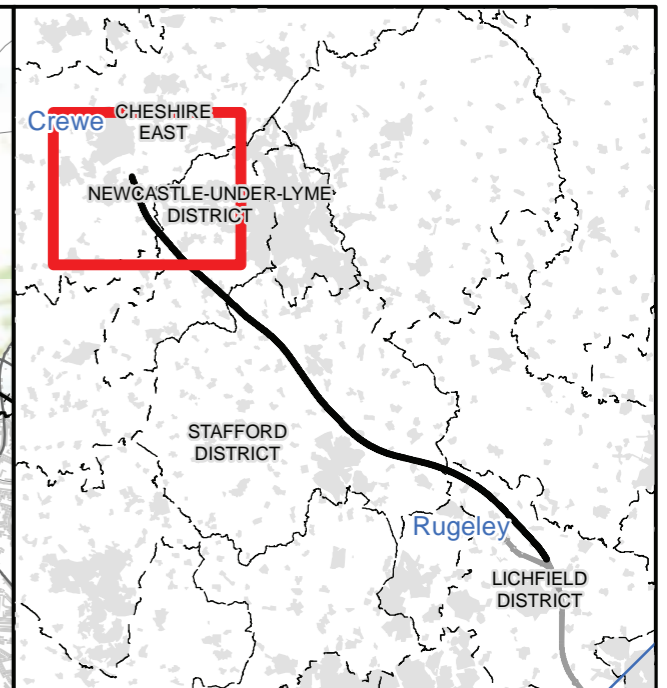 CHESHIRE
EAST
Crewe
NEWCASTLE-UNDER-LYME
DISTRICT
STAFFORD
DISTRICT
Rugeley
LICHFIELD
DISTRICT